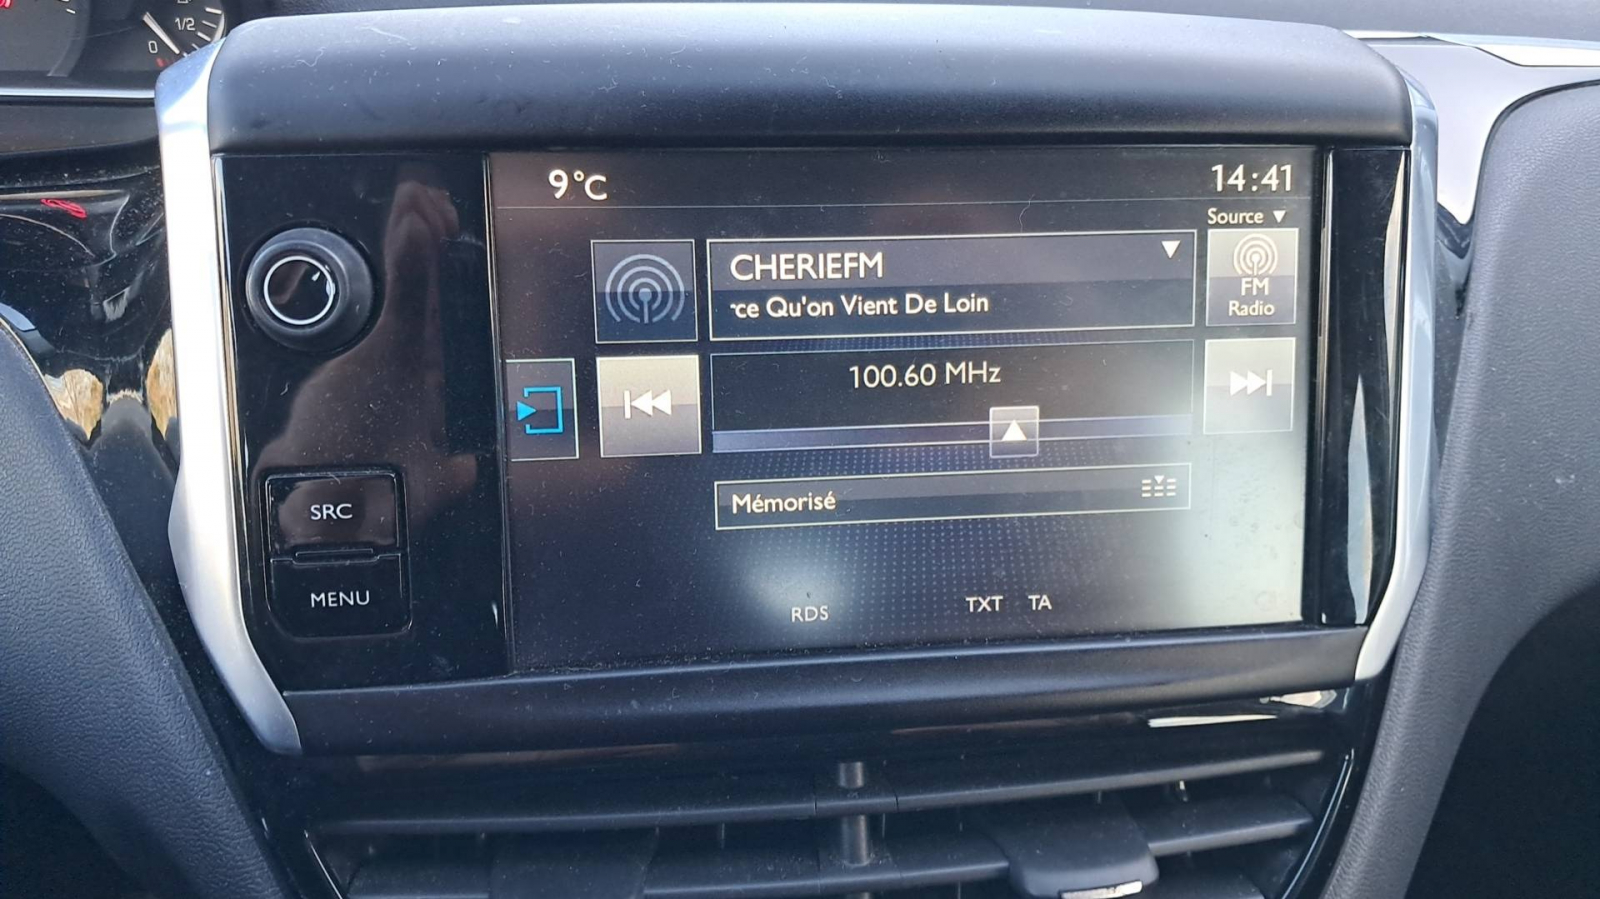 1/2
0
9°C
14:41
Source
CHERIEFM
ce Qu'on Vient De Loin
FM
Radio
100.60 MHz
SRC
Mémorisé
MENU
RDS
TXT TA